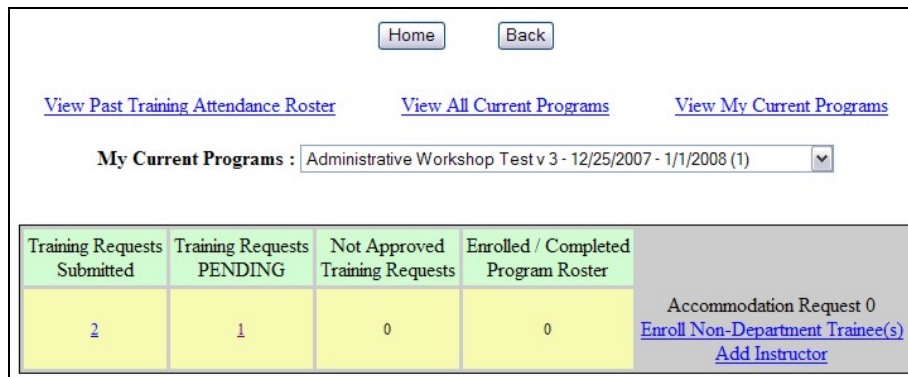 Home Back
View Past Training Attendance Roster View All Current Programs View My Current Programs
My Current Programs : Administrative Workshop Test v 3 - 12/25/2007 - 1/1/2008 (1)
Training Requests Submitted Training Requests PENDING Not Approved Training Requests Enrolled / Completed Program Roster
2 1 0 0
Accommodation Request 0
Enroll Non-Department Trainee(s)
Add Instructor